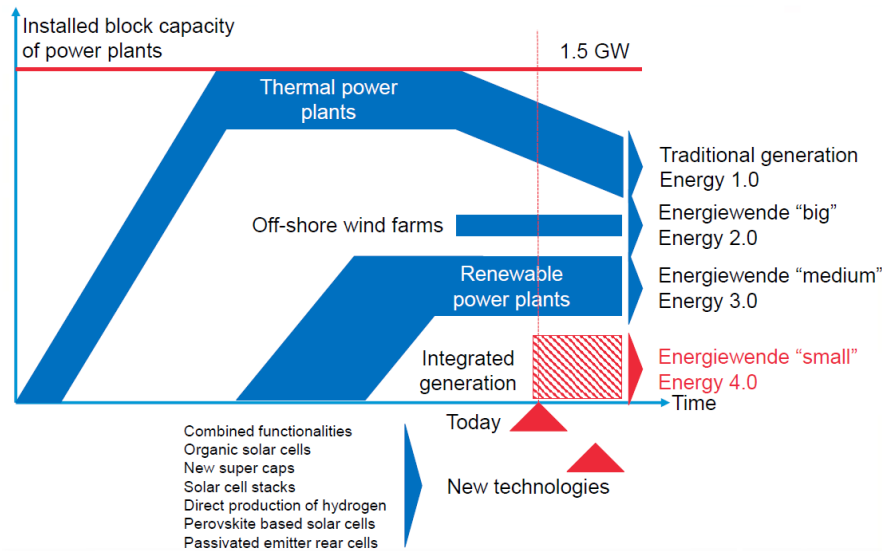 Installed block capacity
of power plants
1.5 GW
Thermal power
plants
Traditional generation
Energy 1.0
Off-shore wind farms
Energiewende “big”
Energy 2.0
Renewable
power plants
Energiewende “medium”
Energy 3.0
Integrated
generation
Energiewende “small”
Energy 4.0
Time
Today
Combined functionalities
Organic solar cells
New super caps
Solar cell stacks
Direct production of hydrogen
Perovskite based solar cells
Passivated emitter rear cells
New technologies